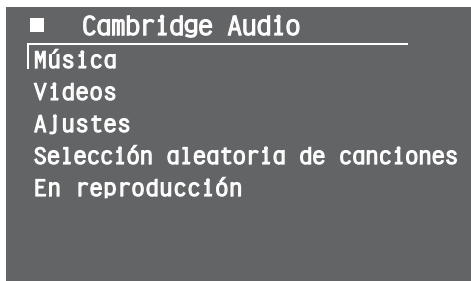 Cambridge Audio
Música
Videos
Ajustes
Selección aleatoria de canciones
En reproducción